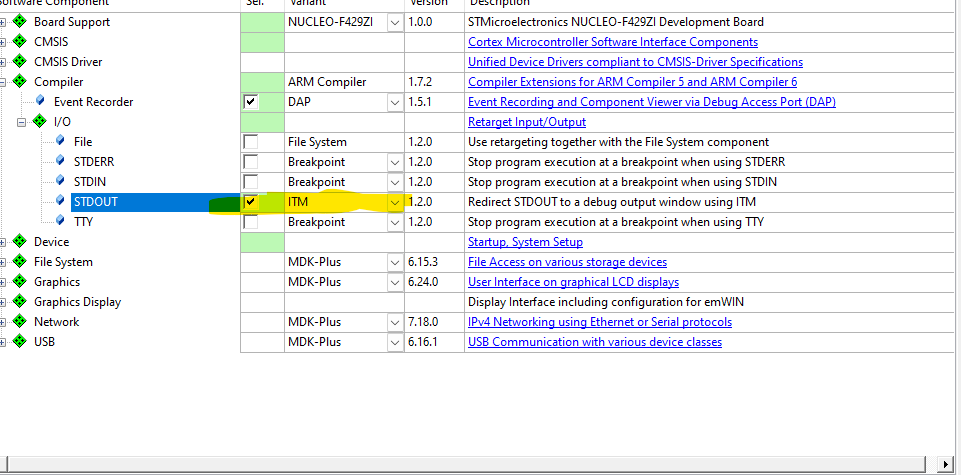 Software Component Sel. Variant Version Description
Board Support NUCLEO-F429ZI 1.0.0 STMicroelectronics NUCLEO-F429ZI Development Board
CMSIS Cortex Microcontroller Software Interface Components
CMSIS Driver Unified Device Drivers compliant to CMSIS-Driver Specifications
Compiler ARM Compiler 1.7.2 Compiler Extensions for ARM Compiler 5 and ARM Compiler 6
Event Recorder DAP 1.5.1 Event Recording and Component Viewer via Debug Access Port (DAP)
I/O Retarget Input/Output
File File System 1.2.0 Use retargeting together with the File System component
STDERR Breakpoint 1.2.0 Stop program execution at a breakpoint when using STDERR
STDIN Breakpoint 1.2.0 Stop program execution at a breakpoint when using STDIN
STDOUT ITM 1.2.0 Redirect STDOUT to a debug output window using ITM
TTY Breakpoint 1.2.0 Stop program execution at a breakpoint when using TTY
Device Startup, System Setup
File System MDK-Plus 6.15.3 File Access on various storage devices
Graphics MDK-Plus 6.24.0 User Interface on graphical LCD displays
Graphics Display Display Interface including configuration for emWIN
Network MDK-Plus 7.18.0 IPv4 Networking using Ethernet or Serial protocols
USB MDK-Plus 6.16.1 USB Communication with various device classes